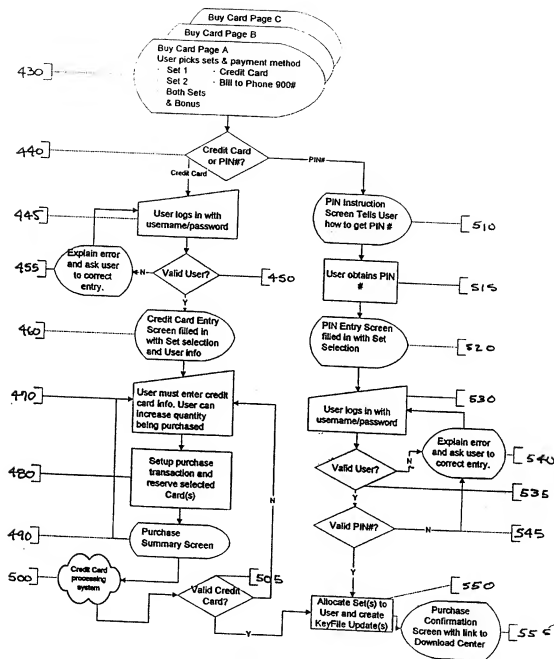 Buy Card Page C
Buy Card Page B
Buy Card Page A
User picks sets & payment method
· Set 1 · Credit Card
· Set 2 · Bill to Phone 900#
· Both Sets
& Bonus
430
Credit Card
or PIN#?
440
Credit Card
PIN#
User logs in with
username/password
445
PIN Instruction
Screen Tells User
how to get PIN #
510
Explain error
and ask user
to correct
entry.
455
N
Valid User?
450
Y
User obtains PIN
#
515
Credit Card Entry
Screen filled in
with Set selection
and User info
460
PIN Entry Screen
filled in with Set
Selection
520
User must enter credit
card info. User can
increase quantity
being purchased
470
User logs in with
username/password
530
Setup purchase
transaction and
reserve selected
Card(s)
480
N
Valid User?
N
Explain error
and ask user to
correct entry.
540
535
Y
Purchase
Summary Screen
490
Valid PIN#?
N
545
Credit Card
processing
system
500
Valid Credit
Card?
505
Y
Y
Allocate Set(s) to
User and create
KeyFile Update(s)
550
Purchase
Confirmation
Screen with link to
Download Center
555